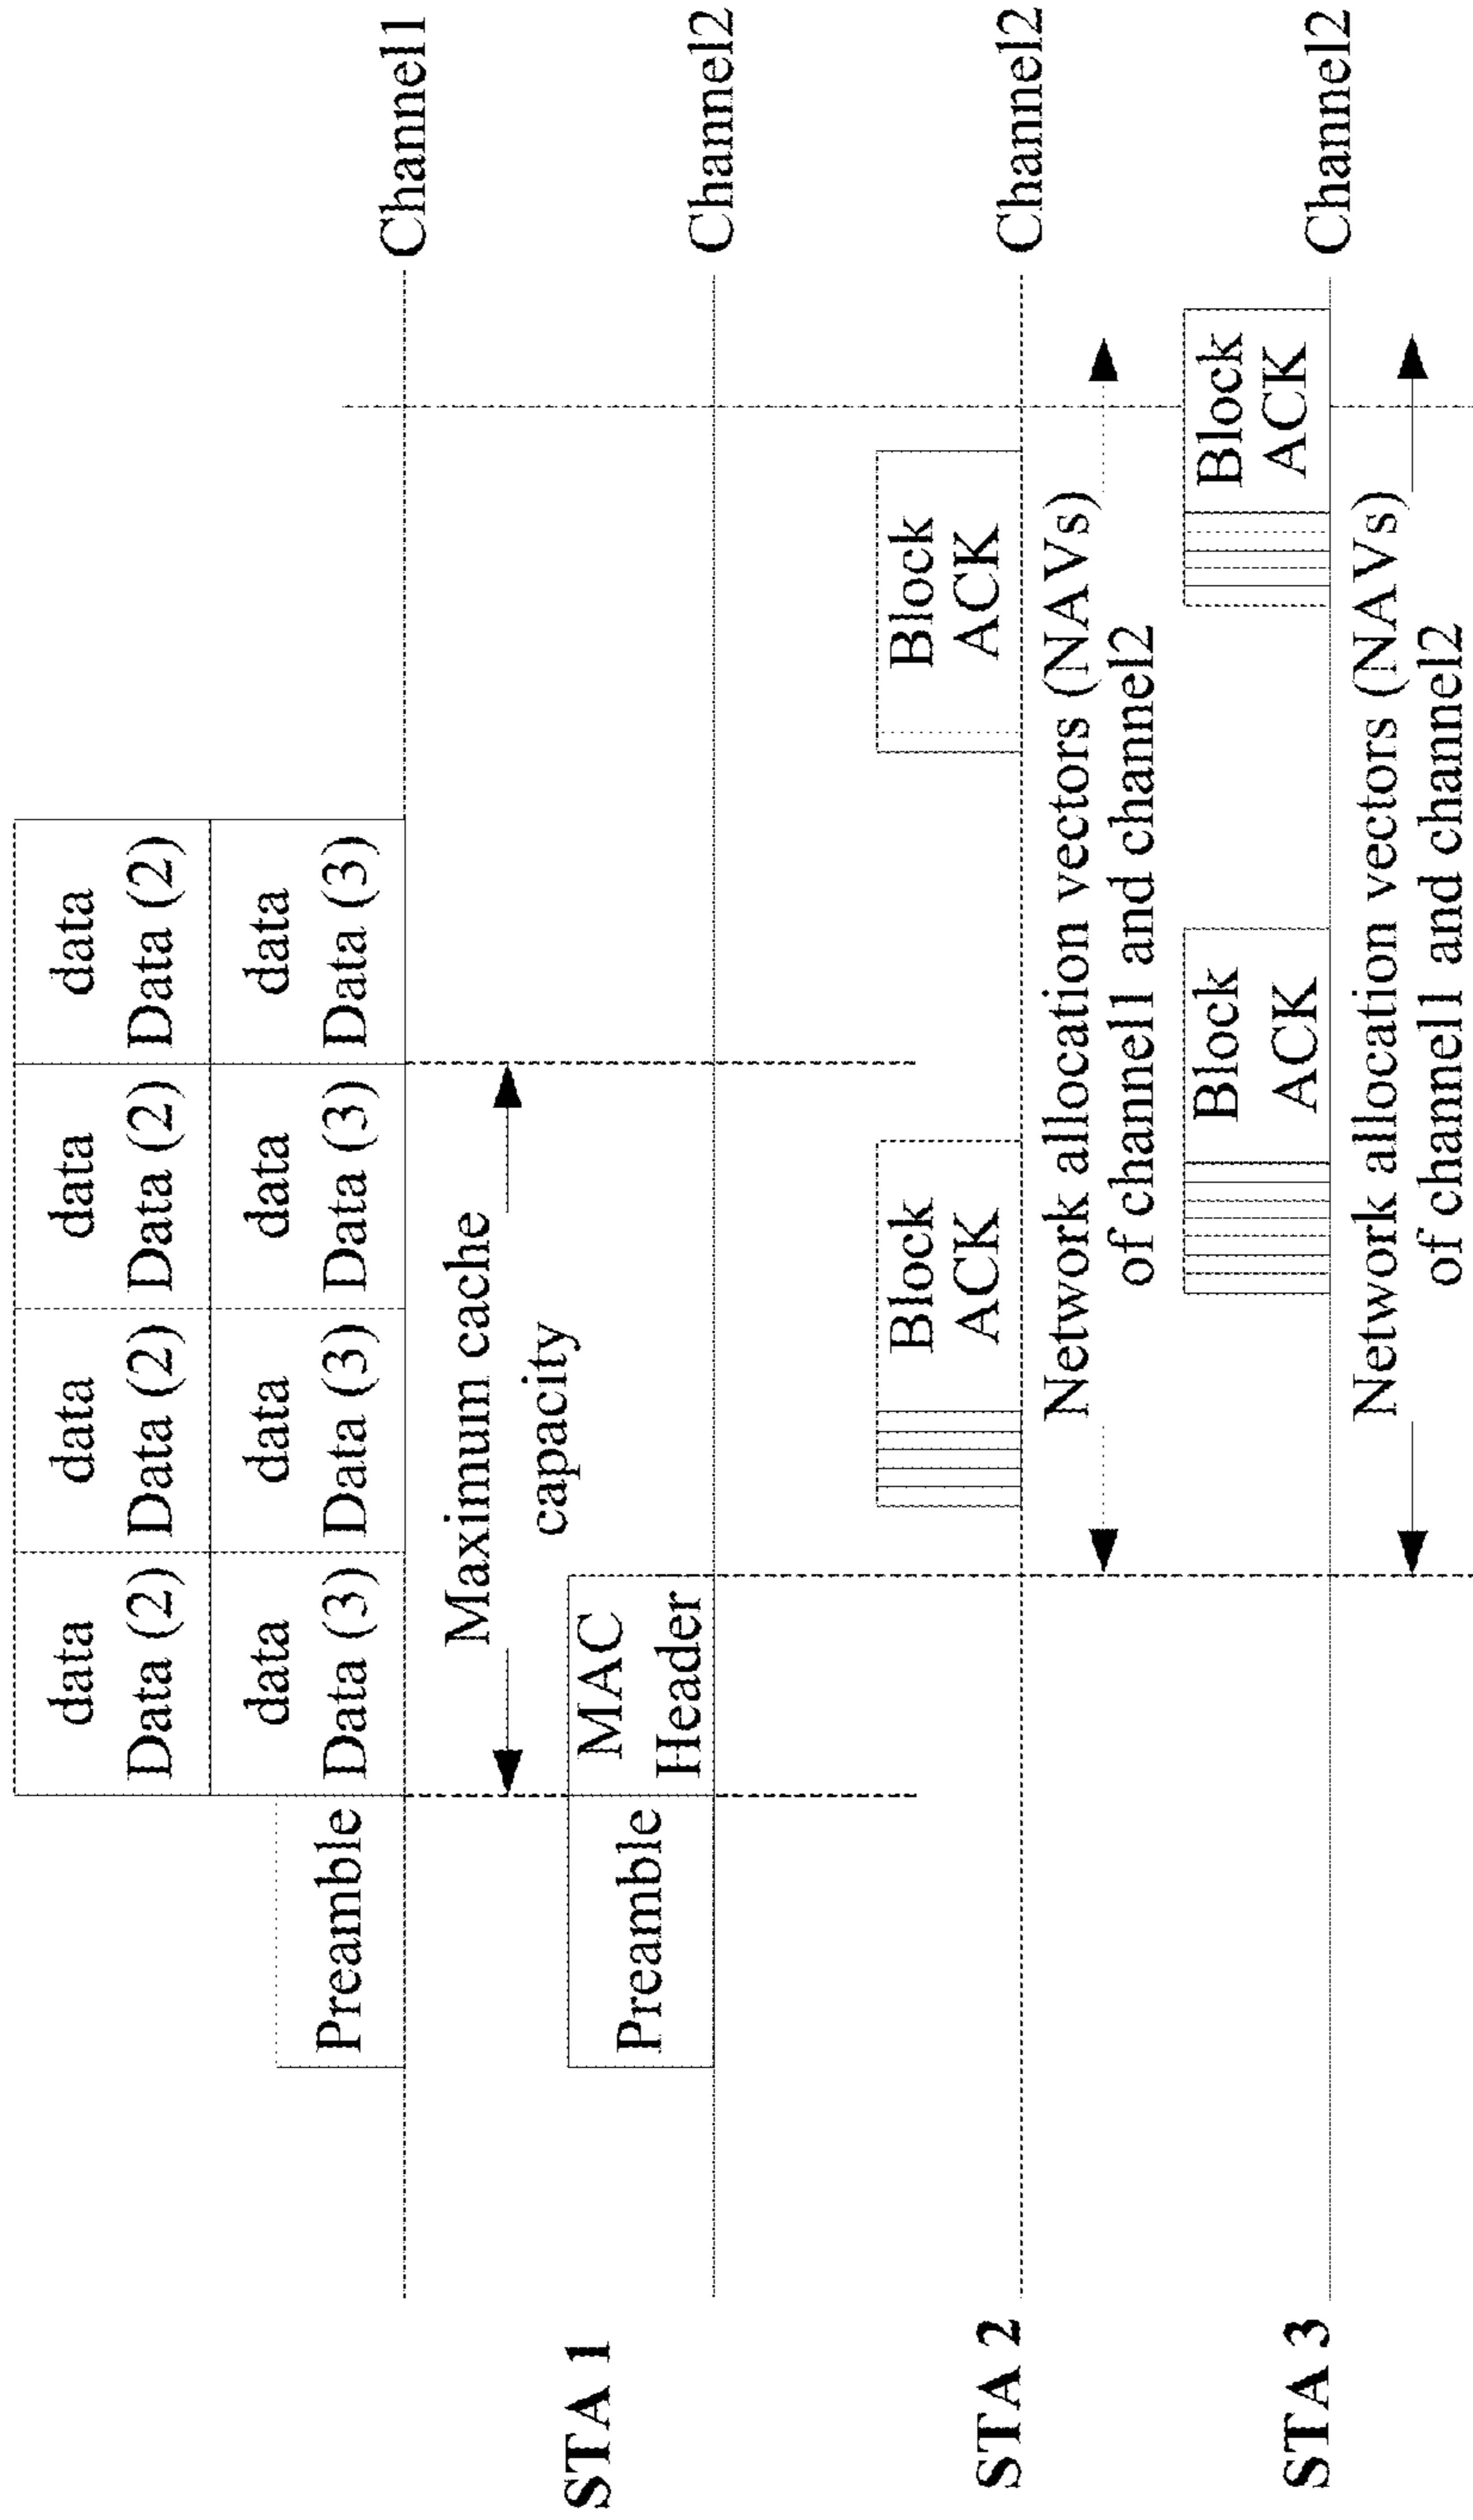 data
Data (2)
data
Data (2)
data
Data (2)
data
Data (2)
Preamble
data
Data (3)
data
Data (3)
data
Data (3)
data
Data (3)
Channel1
Maximum cache
capacity
STA 1
Preamble
MAC
Header
Channel2
Block
ACK
Block
ACK
STA 2
Channel2
Network allocation vectors (NAVs)
of channel1 and channel2
Block
ACK
Block
ACK
STA 3
Channel2
Network allocation vectors (NAVs)
of channel1 and channel2